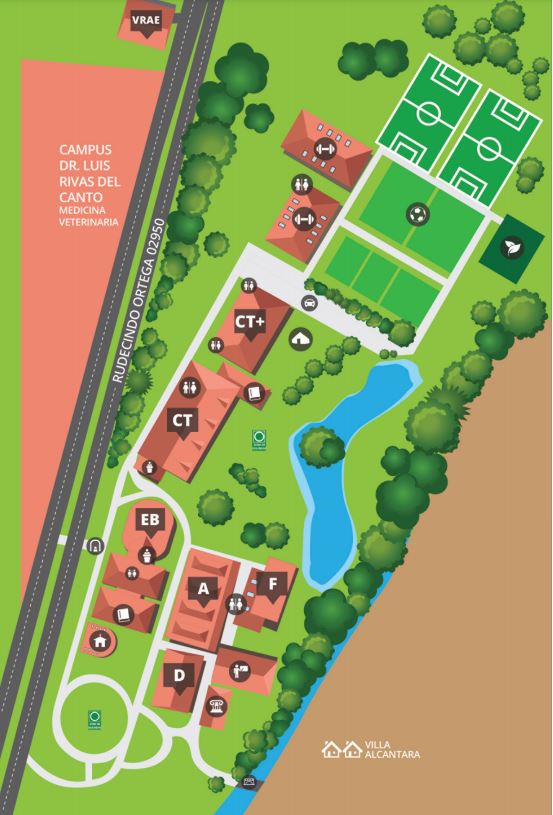 VRAE
CAMPUS
DR. LUIS
RIVAS DEL
CANTO
MEDICINA
VETERINARIA
RUDECINDO ORTEGA 02950
CT+
CT
EB
A
F
D
VILLA
ALCANTARA